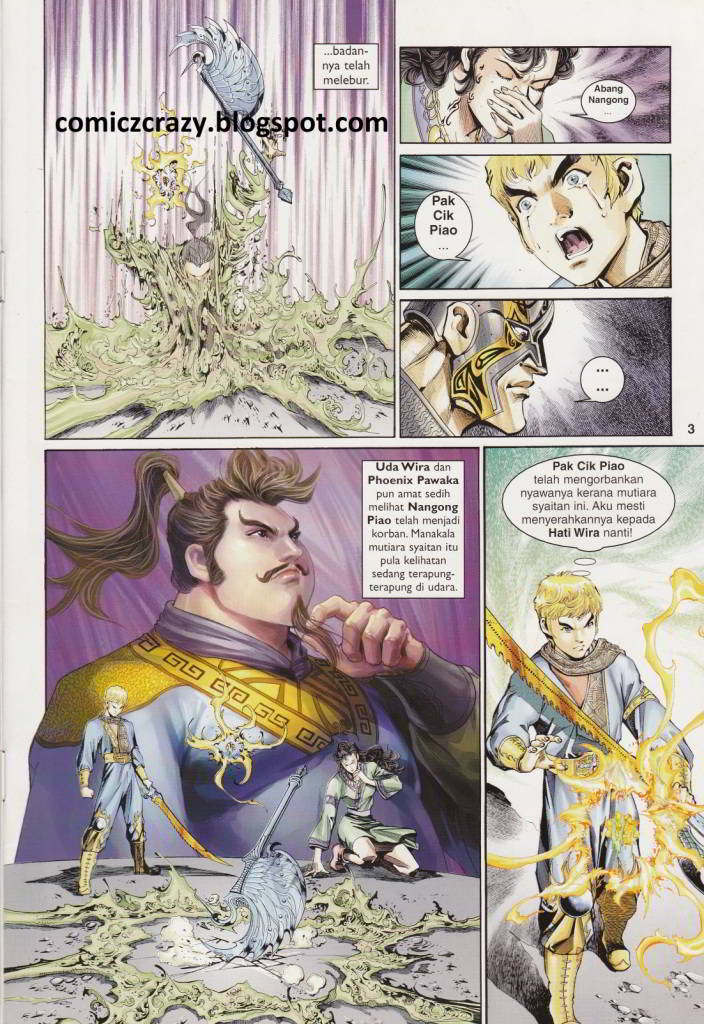 ...badan-
nya telah
melebur.
comiczcrazy.blogspot.com
Abang
Nangong
...
Pak
Cik
Piao
...
...
...
3
Uda Wira dan
Phoenix Pawaka
pun amat sedih
melihat Nangong
Piao telah menjadi
korban. Manakala
mutiara syaitan itu
pula kelihatan
sedang terapung-
terapung di udara.
Pak Cik Piao
telah mengorbankan
nyawanya kerana mutiara
syaitan ini. Aku mesti
menyerahkannya kepada
Hati Wira nanti!